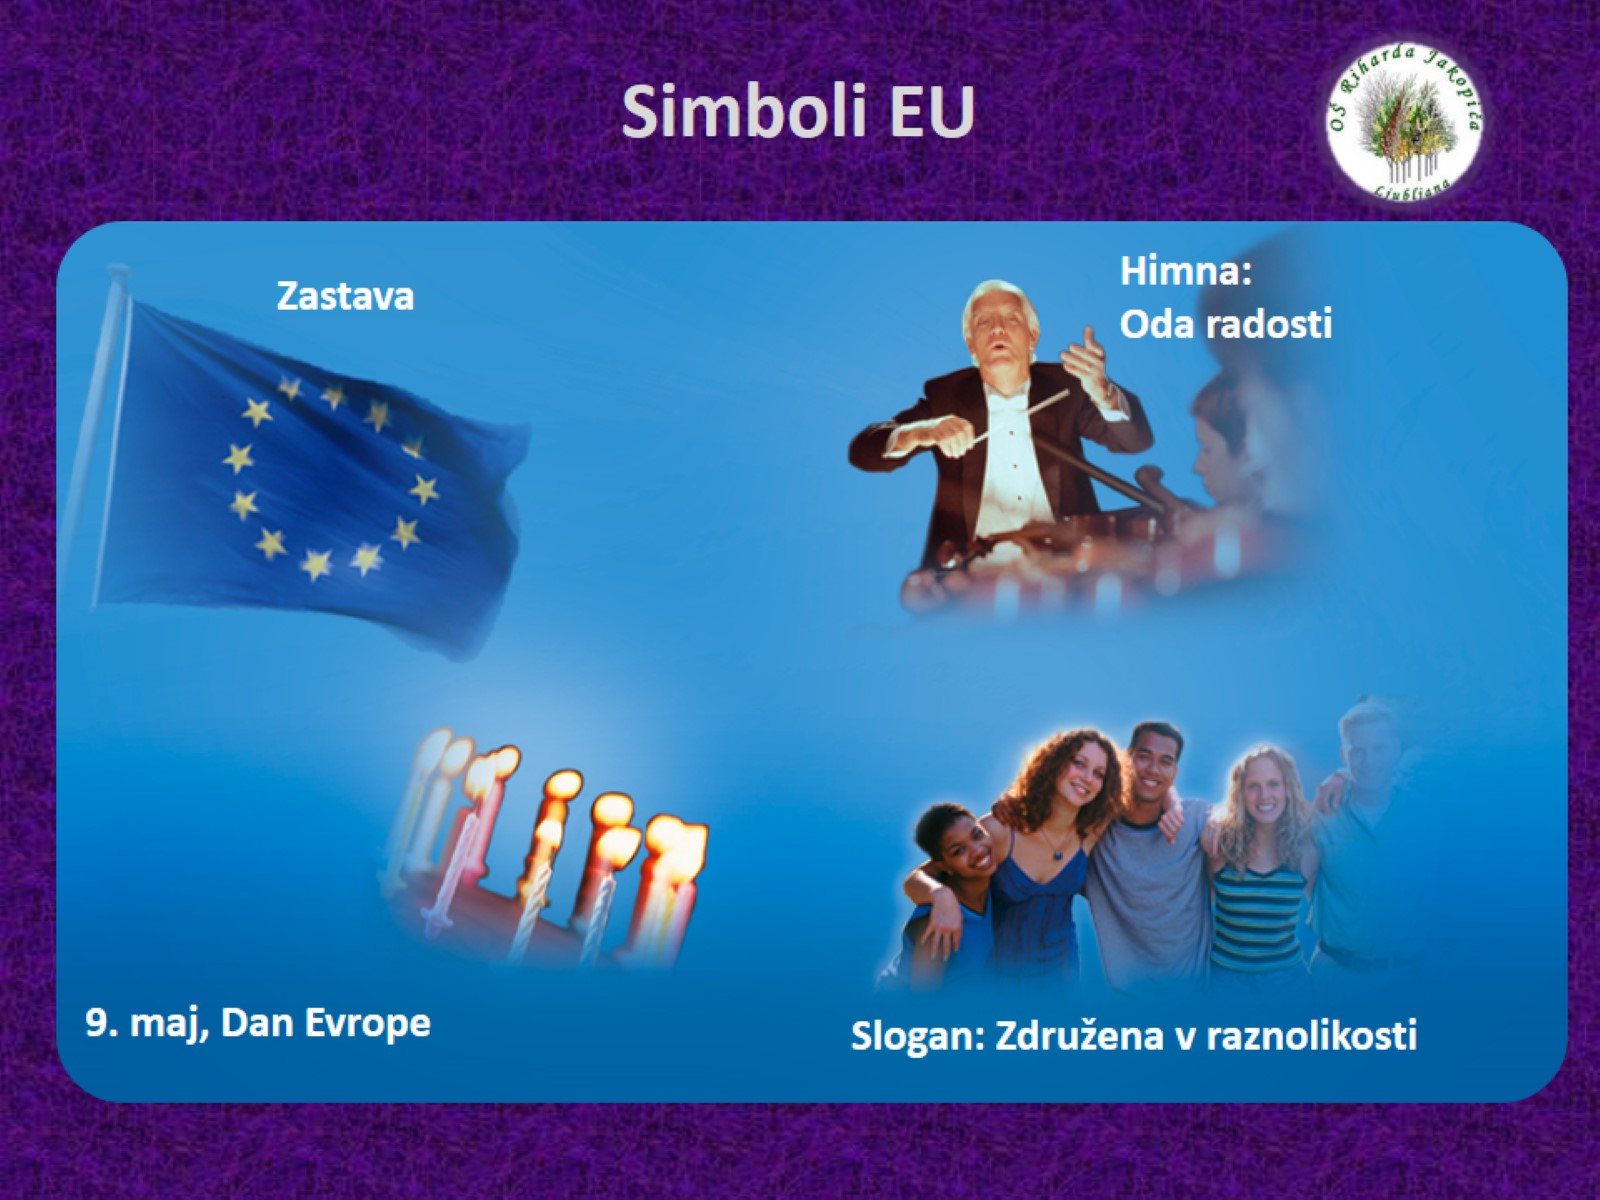 Simboli EU
OŠ Riharda Jakopiča
Ljubljana
Zastava
Himna:
Oda radosti
9. maj, Dan Evrope
Slogan: Združena v raznolikosti